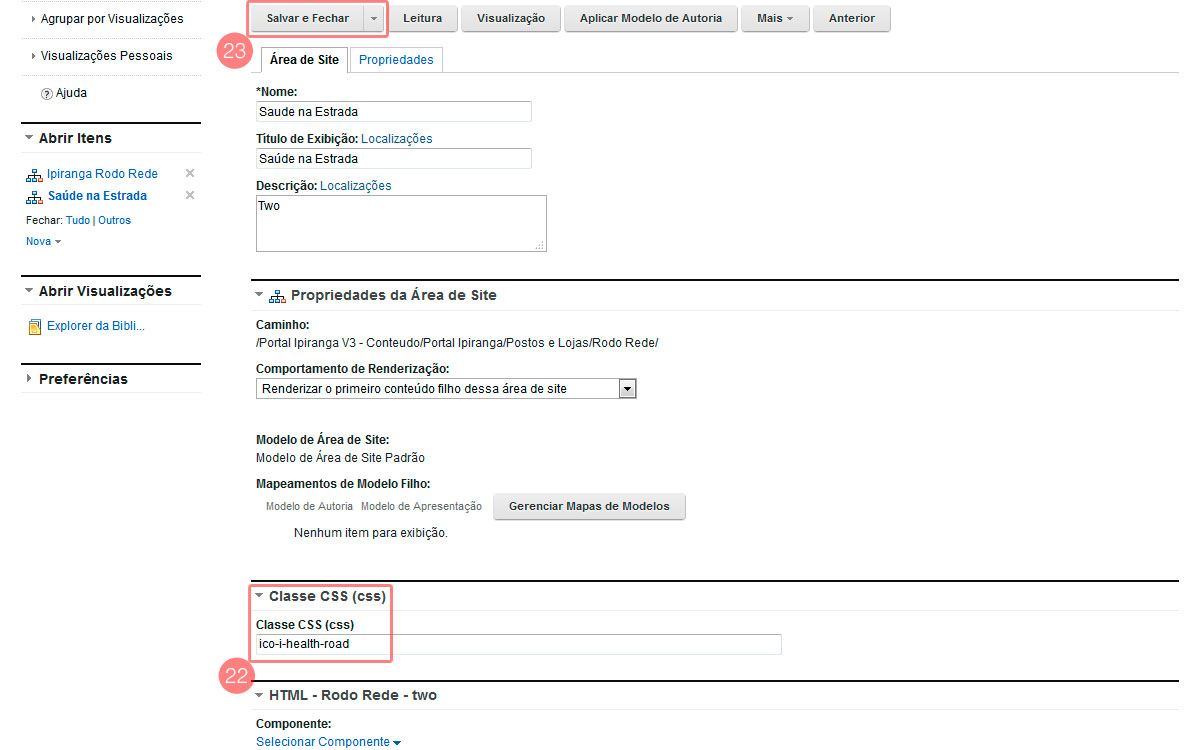 Agrupar por Visualizações
Visualizações Pessoais
? Ajuda
Abrir Itens
Ipiranga Rodo Rede
Saúde na Estrada
Fechar: Tudo | Outros
Nova
Abrir Visualizações
Explorer da Bibli...
Preferências
Salvar e Fechar Leitura Visualização Aplicar Modelo de Autoria Mais Anterior
23
Área de Site Propriedades
*Nome:
Saude na Estrada
Título de Exibição: Localizações
Saúde na Estrada
Descrição: Localizações
Two
Propriedades da Área de Site
Caminho:
/Portal Ipiranga V3 - Conteudo/Portal Ipiranga/Postos e Lojas/Rodo Rede/
Comportamento de Renderização:
Renderizar o primeiro conteúdo filho dessa área de site
Modelo de Área de Site:
Modelo de Área de Site Padrão
Mapeamentos de Modelo Filho:
Modelo de Autoria Modelo de Apresentação Gerenciar Mapas de Modelos
Nenhum item para exibição.
Classe CSS (css)
Classe CSS (css)
ico-i-health-road
22
HTML - Rodo Rede - two
Componente:
Selecionar Componente